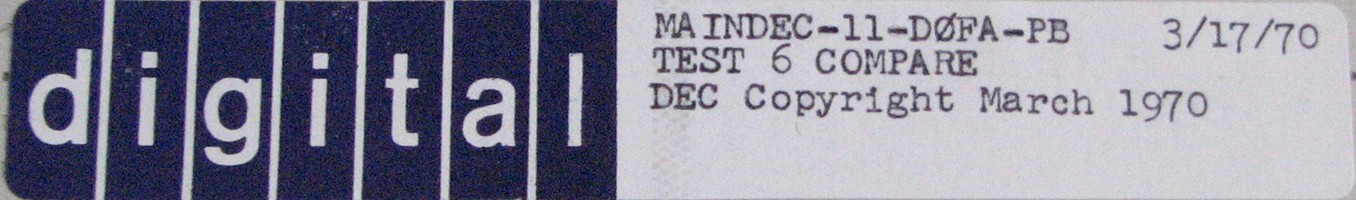 digital
MAINDEC-11-DØFA-PB 3/17/70
TEST 6 COMPARE
DEC Copyright March 1970